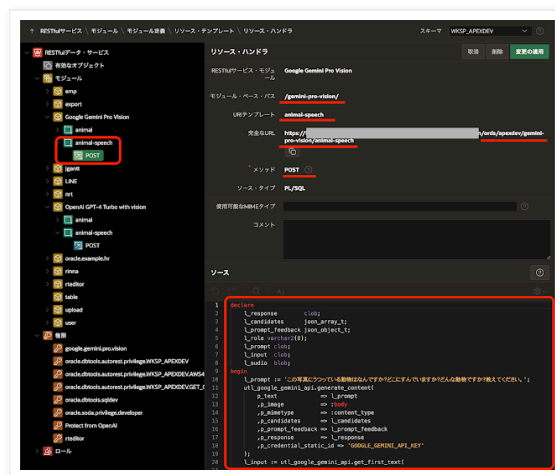 ↑ RESTfulデータ・サービス \ モジュール \ モジュール定義 \ リソース・テンプレート \ リソース・ハンドラ
スキーマ WKSP_APEXDEV
RESTfulデータ・サービス
有効なオブジェクト
モジュール
emp
export
Google Gemini Pro Vision
animal
animal-speech
POST
jgantt
LINE
nrt
OpenAI GPT-4 Turbo with vision
animal
animal-speech
POST
oracle.example.hr
rinna
rteditor
table
upload
user
権限
google.gemini.pro.vision
oracle.dbtools.autorest.privilege.WKSP_APEXDEV
oracle.dbtools.autorest.privilege.WKSP_APEXDEV.AWS4
oracle.dbtools.autorest.privilege.WKSP_APEXDEV.GET_
oracle.dbtools.sqldev
oracle.soda.privilege.developer
Protect from OpenAI
rteditor
ロール
リソース・ハンドラ
取消 削除 変更の適用
RESTfulサービス・モジュール Google Gemini Pro Vision
モジュール・ベース・パス /gemini-pro-vision/
URIテンプレート animal-speech
完全なURL https:// /ords/apexdev/gemini-
pro-vision/animal-speech
* メソッド POST
ソース・タイプ PL/SQL
使用可能なMIMEタイプ
コメント
ソース
1 declare
2 l_response clob;
3 l_candidates json_array_t;
4 l_prompt_feedback json_object_t;
5 l_role varchar2(8);
6 l_prompt clob;
7 l_input clob;
8 l_audio blob;
9 begin
10 l_prompt := 'この写真にうつっている動物はなんですか?どこにすんでいますか?どんな動物ですか?教えてください。';
11 utl_google_gemini_api.generate_content(
12 p_text => l_prompt
13 ,p_image => :body
14 ,p_mimetype => :content_type
15 ,p_candidates => l_candidates
16 ,p_prompt_feedback => l_prompt_feedback
17 ,p_response => l_response
18 ,p_credential_static_id => 'GOOGLE_GEMINI_API_KEY'
19 );
20 l_input := utl_google_gemini_api.get_first_text(